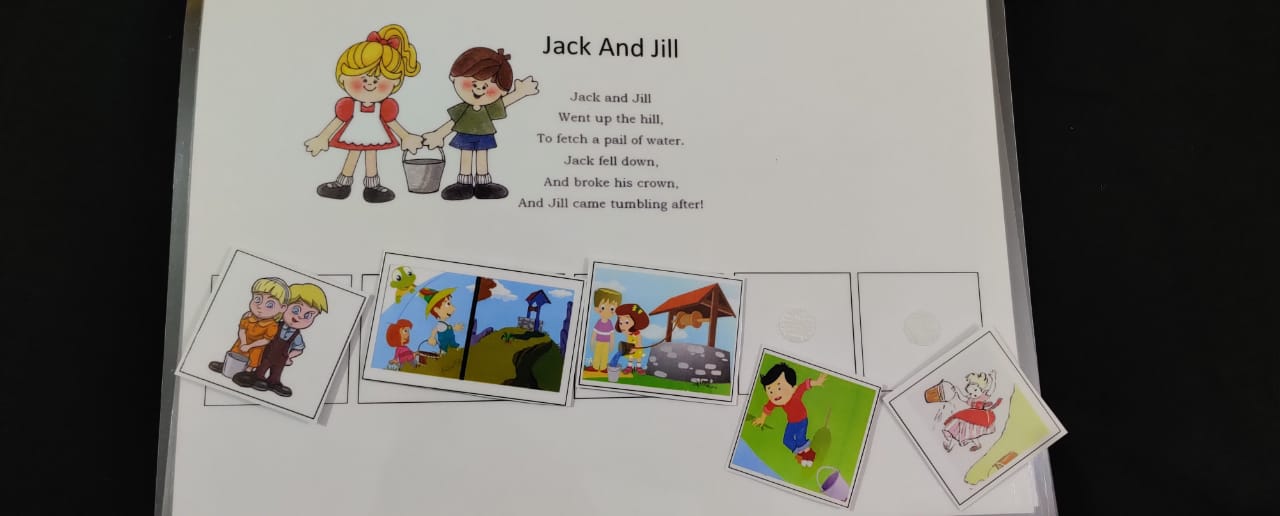 Jack And Jill
Jack and Jill
Went up the hill,
To fetch a pail of water.
Jack fell down,
And broke his crown,
And Jill came tumbling after!